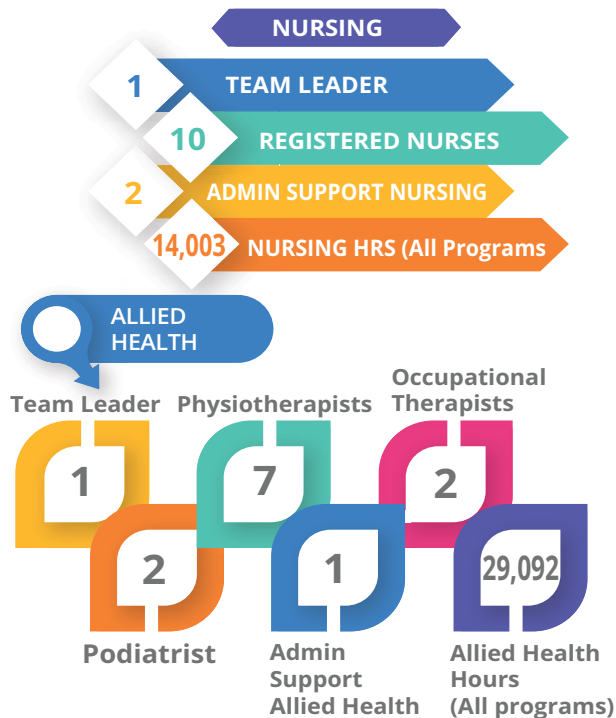 NURSING
1 TEAM LEADER
10 REGISTERED NURSES
2 ADMIN SUPPORT NURSING
14,003 NURSING HRS (All Programs
ALLIED
HEALTH
Team Leader
1
Physiotherapists
7
Occupational
Therapists
2
2
Podiatrist
1
Admin
Support
Allied Health
29,092
Allied Health
Hours
(All programs)